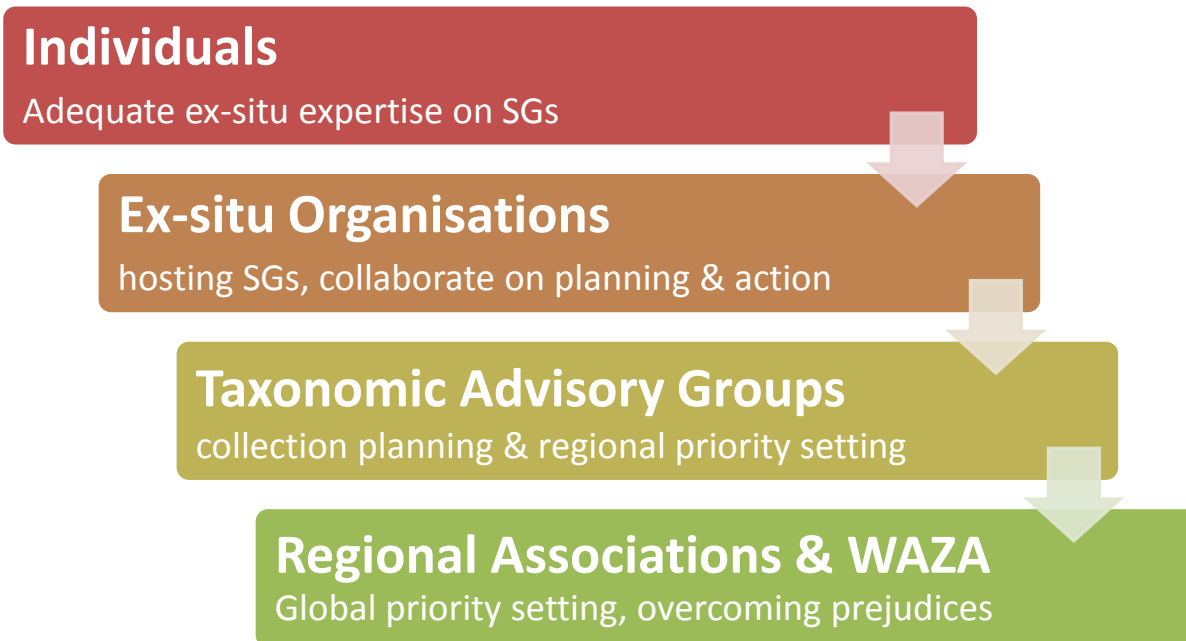 Individuals
Adequate ex-situ expertise on SGs
Ex-situ Organisations
hosting SGs, collaborate on planning & action
Taxonomic Advisory Groups
collection planning & regional priority setting
Regional Associations & WAZA
Global priority setting, overcoming prejudices